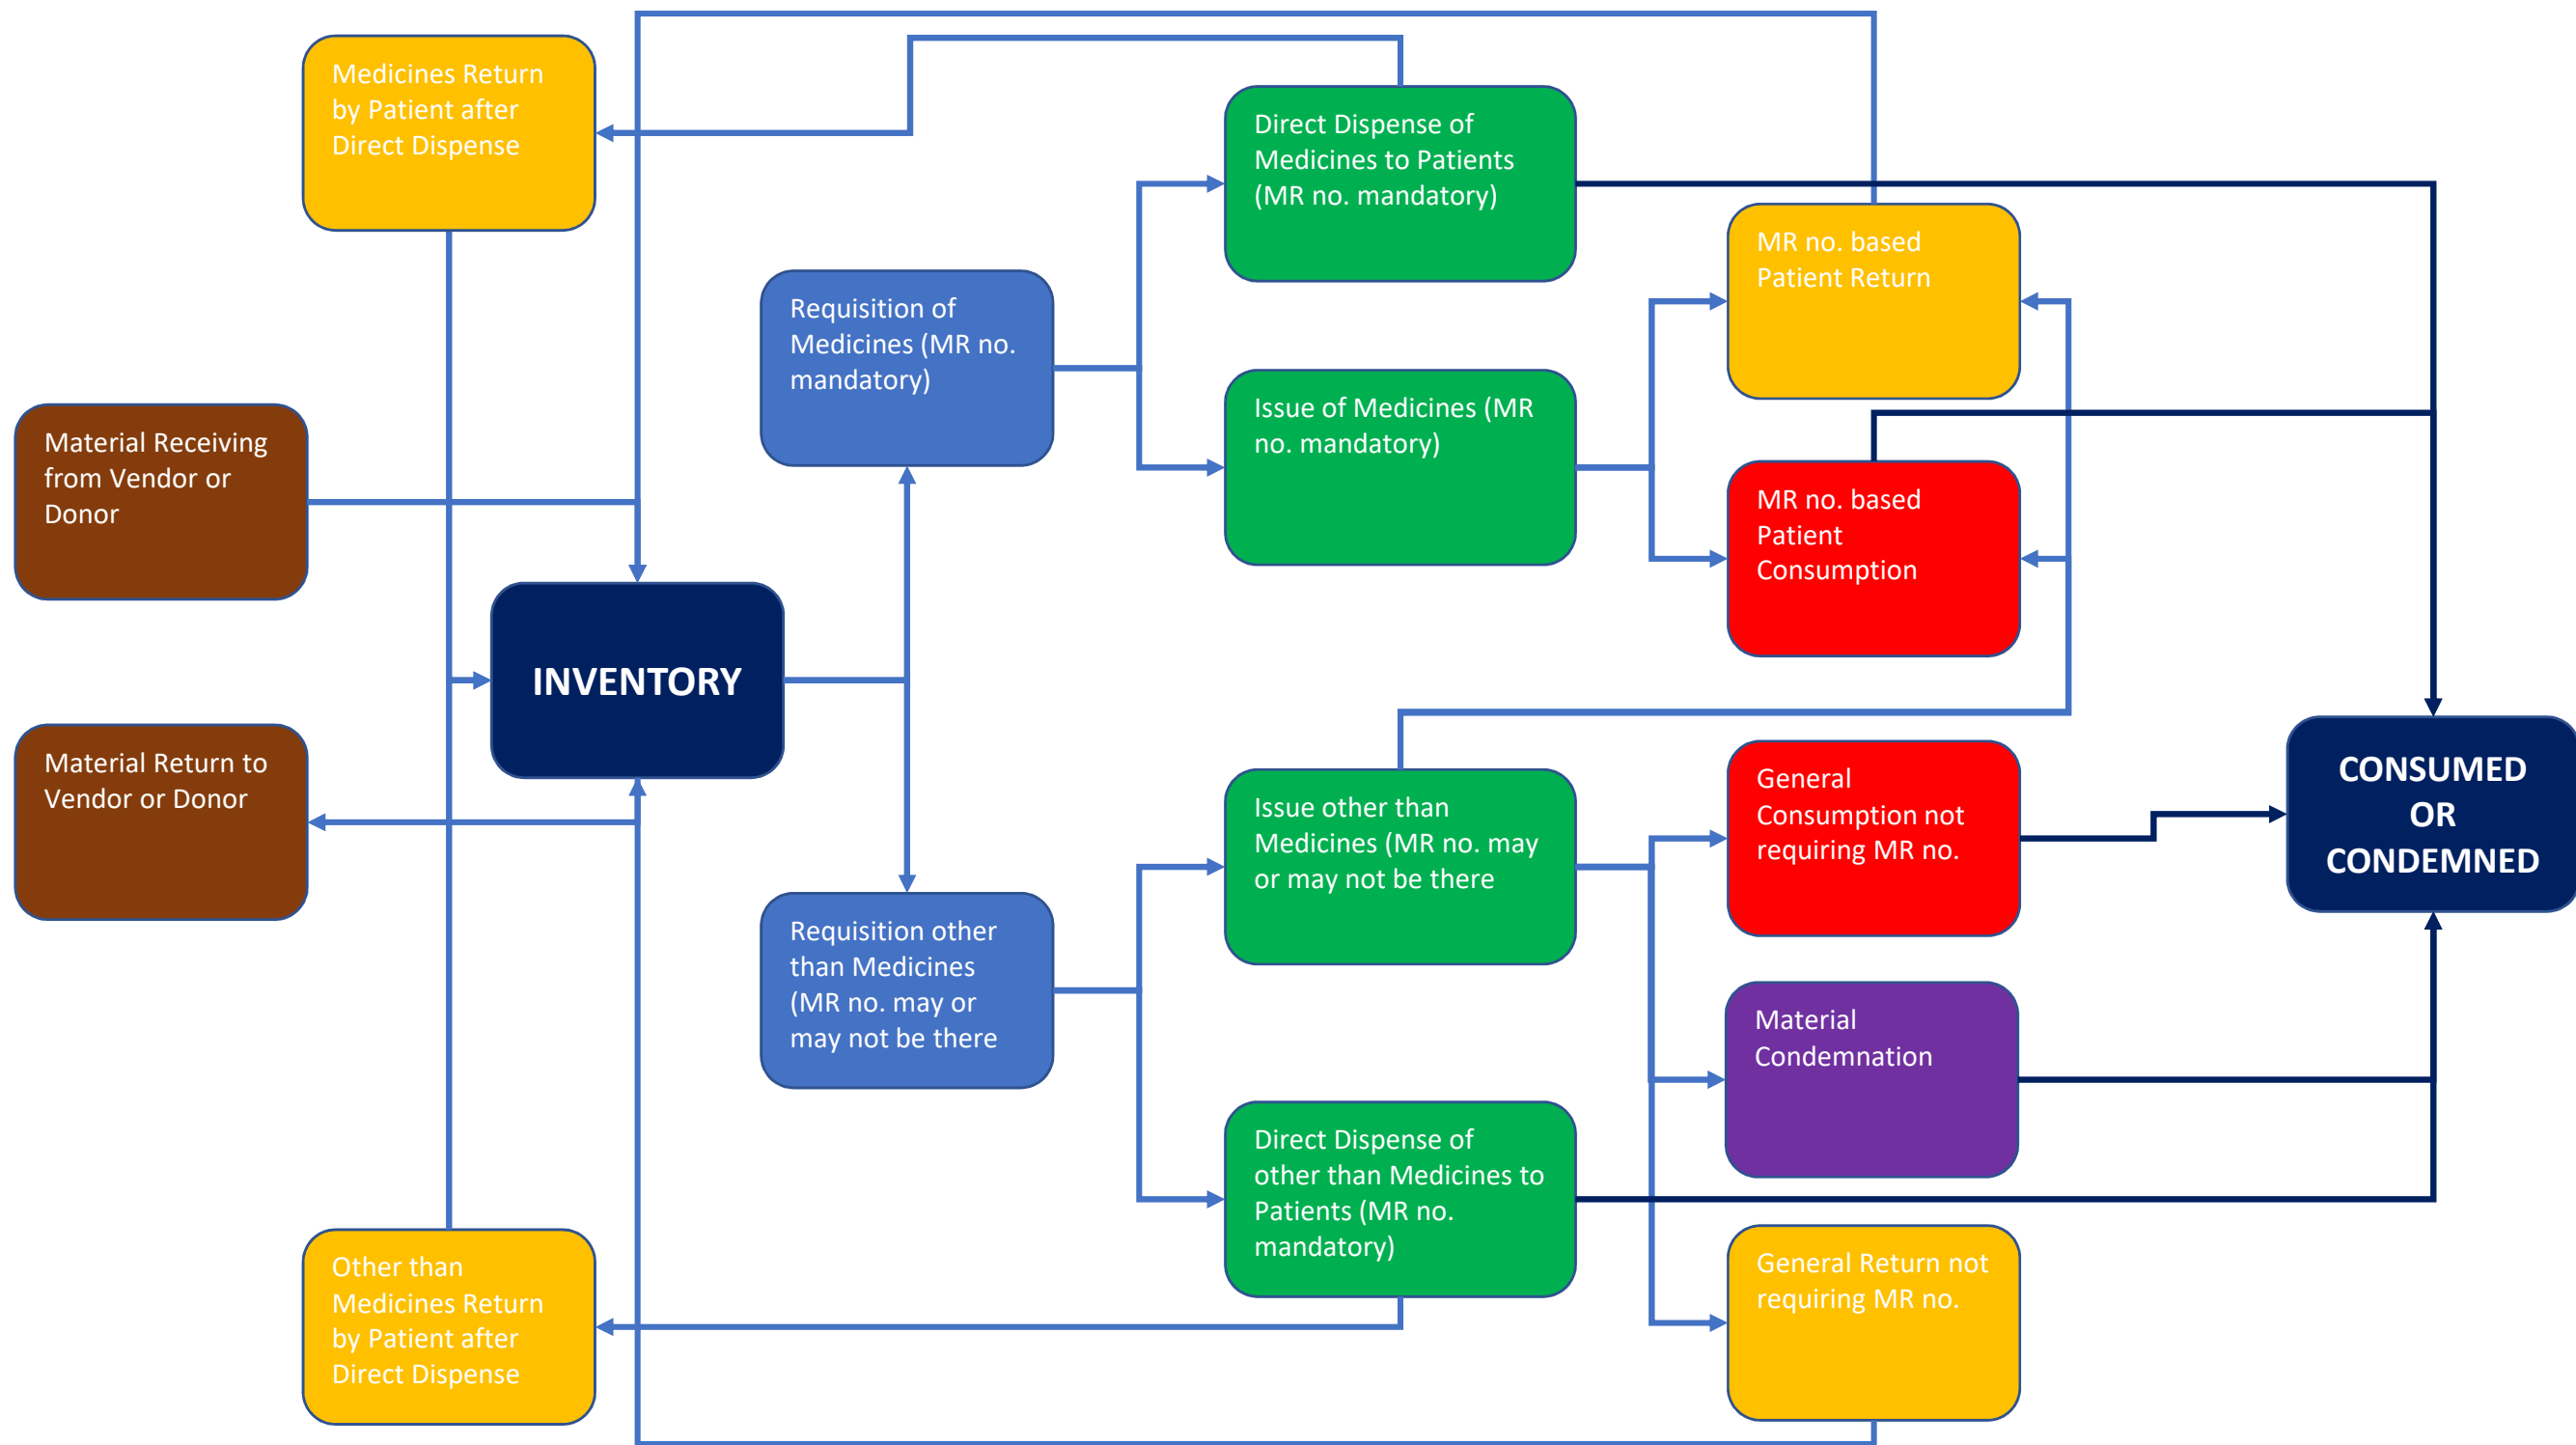 Medicines Return
by Patient after
Direct Dispense
Direct Dispense of
Medicines to Patients
(MR no. mandatory)
MR no. based
Patient Return
Requisition of
Medicines (MR no.
mandatory)
Issue of Medicines (MR
no. mandatory)
Material Receiving
from Vendor or
Donor
MR no. based
Patient
Consumption
INVENTORY
Material Return to
Vendor or Donor
Issue other than
Medicines (MR no. may
or may not be there
General
Consumption not
requiring MR no.
CONSUMED
OR
CONDEMNED
Requisition other
than Medicines
(MR no. may or
may not be there
Material
Condemnation
Direct Dispense of
other than Medicines to
Patients (MR no.
mandatory)
Other than
Medicines Return
by Patient after
Direct Dispense
General Return not
requiring MR no.